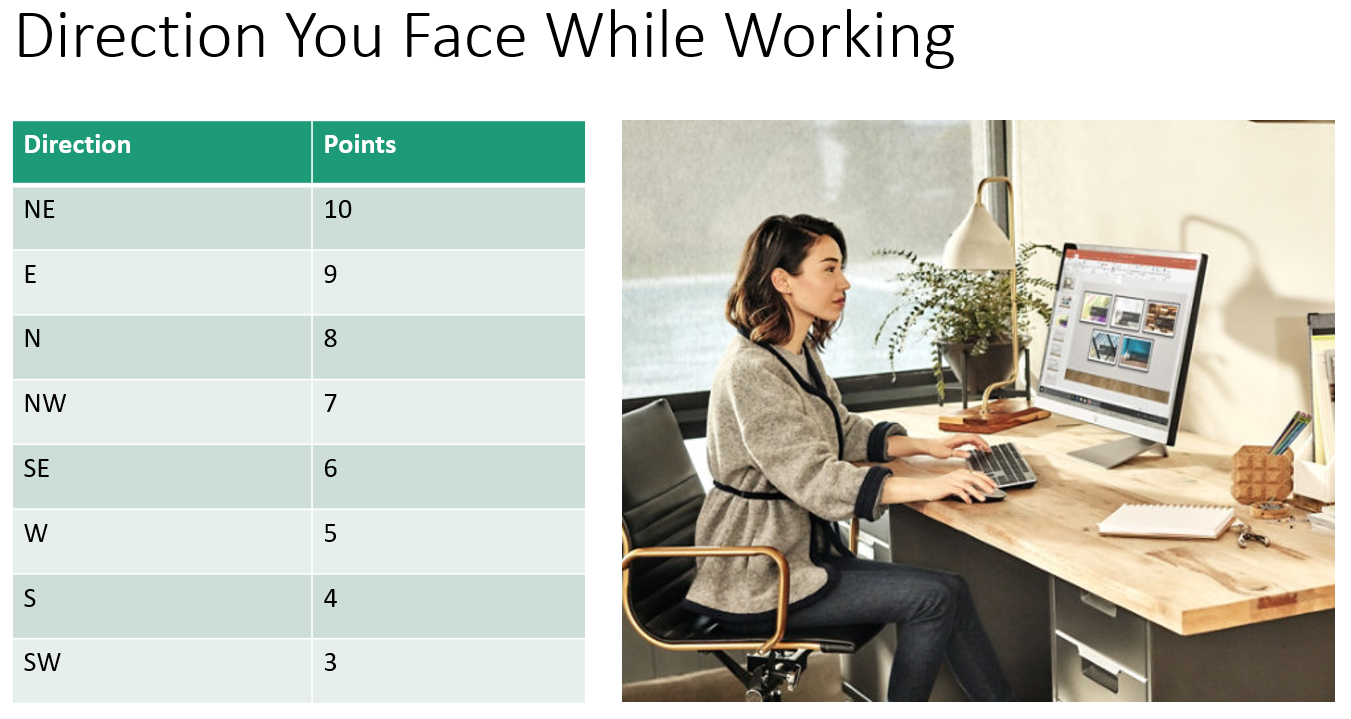 Direction You Face While Working
Direction Points
NE 10
E 9
N 8
NW 7
SE 6
W 5
S 4
SW 3